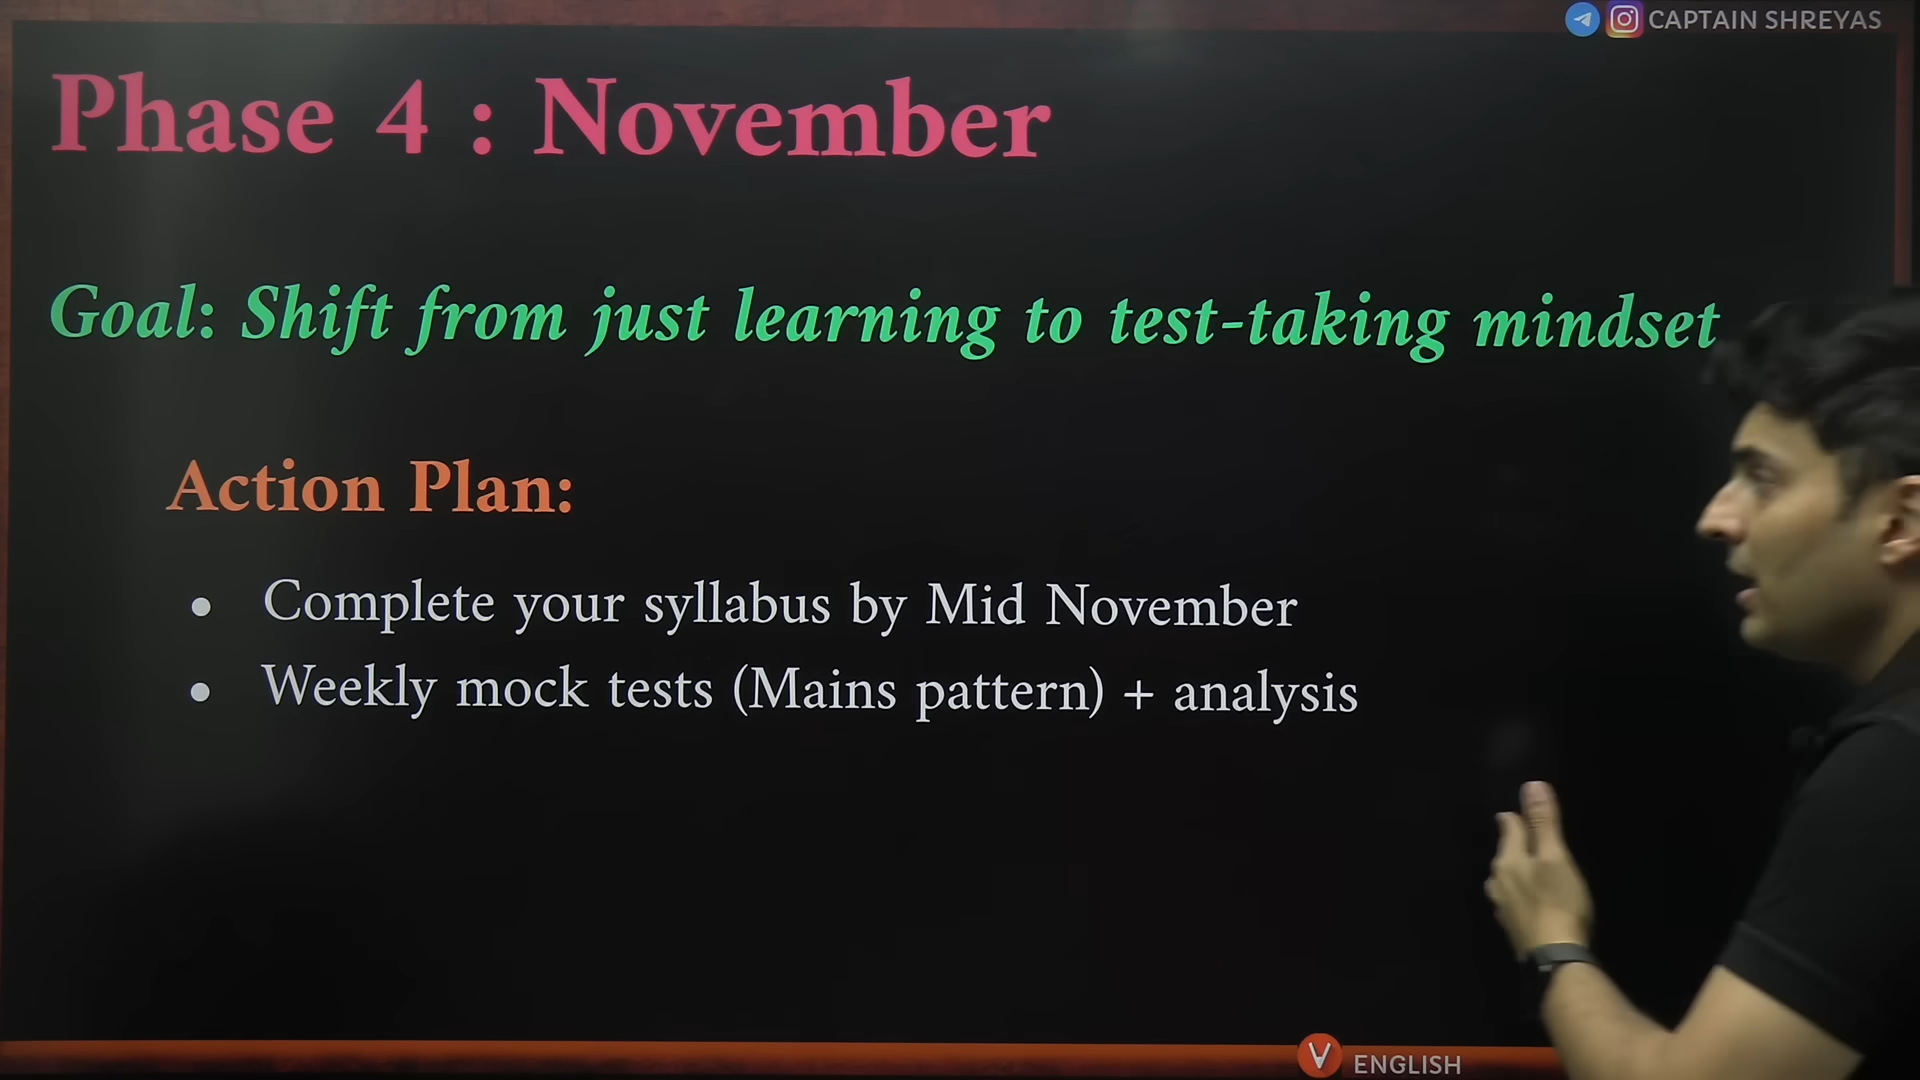 CAPTAIN SHREYAS
Phase 4 : November
Goal: Shift from just learning to test-taking mindset
Action Plan:
• Complete your syllabus by Mid November
• Weekly mock tests (Mains pattern) + analysis
V ENGLISH